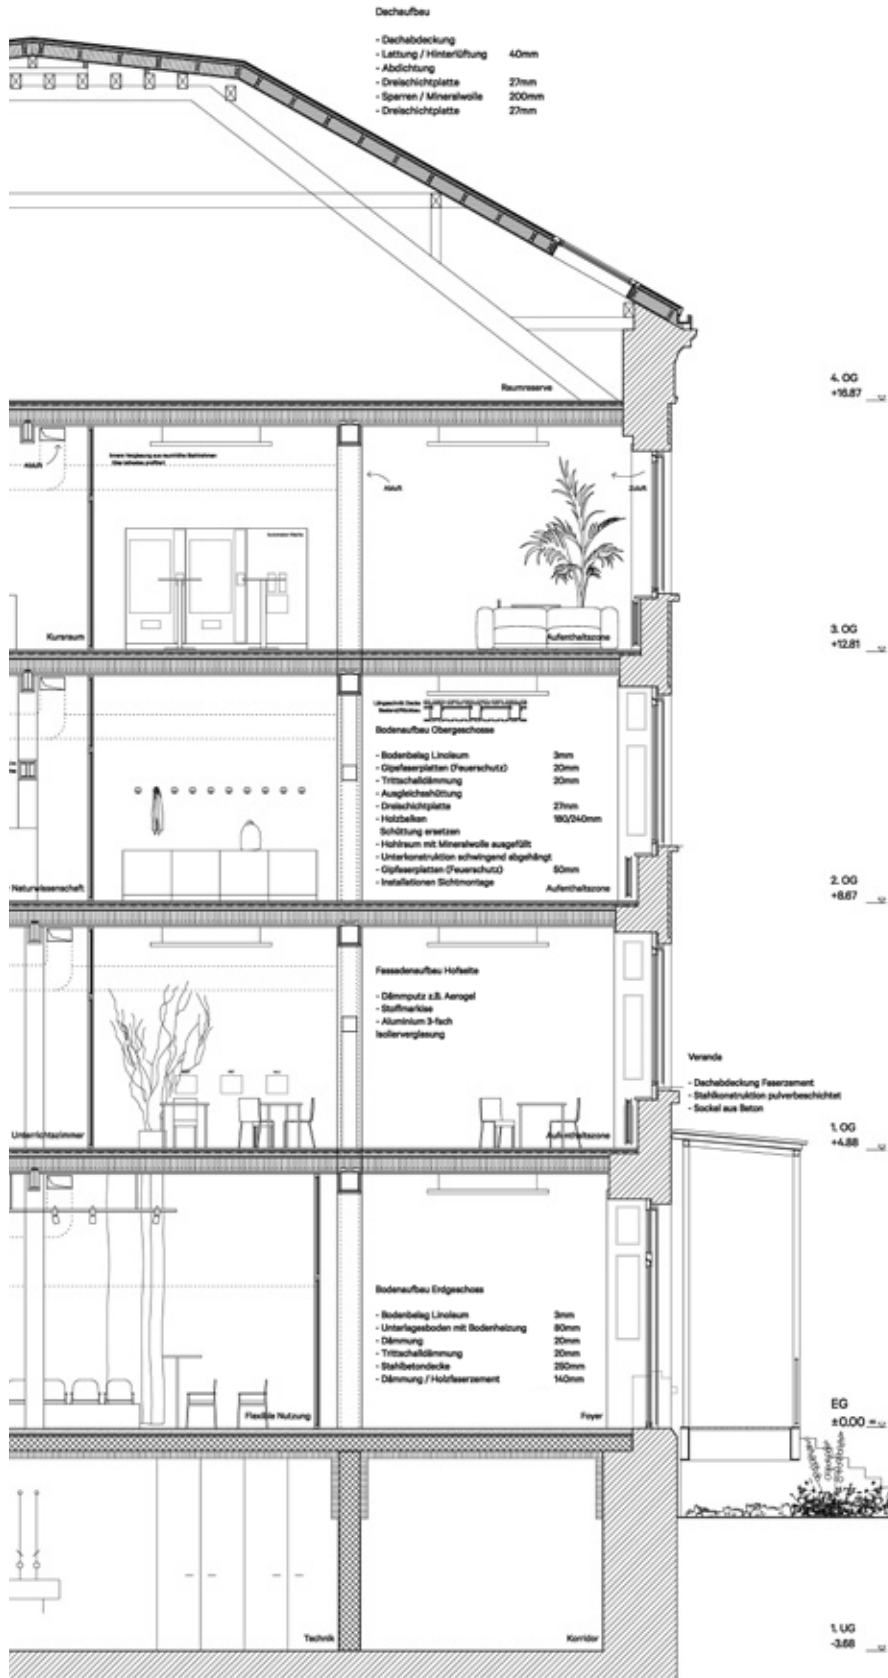 Dachaufbau
- Dachabdeckung
- Lattung / Hinterlüftung 40mm
- Abdichtung
- Dreischichtplatte 27mm
- Sparren / Mineralwolle 200mm
- Dreischichtplatte 27mm
Raumreserve
4. OG
+16.87
Abluft
Abluft
Zuluft
Kursraum
Aufenthaltszone
3. OG
+12.81
Bodenaufbau Obergeschosse
- Bodenbelag Linoleum 3mm
- Gipsfaserplatten (Feuerschutz) 20mm
- Trittschalldämmung 20mm
- Ausgleichsshüttung
- Dreischichtplatte 27mm
- Holzbalken 180/240mm
Schüttung ersetzen
- Hohlraum mit Mineralwolle ausgefüllt
- Unterkonstruktion schwingend abgehängt
- Gipsfaserplatten (Feuerschutz) 50mm
- Installationen Sichtmontage
Naturwissenschaft
Aufenthaltszone
2. OG
+8.67
Fassadenaufbau Hofseite
- Dämmputz z.B. Aerogel
- Stoffmarkise
- Aluminium 3-fach
Isolierverglasung
Veranda
- Dachabdeckung Faserzement
- Stahlkonstruktion pulverbeschichtet
- Sockel aus Beton
Unterrichtszimmer
Aufenthaltszone
1. OG
+4.88
Bodenaufbau Erdgeschoss
- Bodenbelag Linoleum 3mm
- Unterlagesboden mit Bodenheizung 80mm
- Dämmung 20mm
- Trittschalldämmung 20mm
- Stahlbetondecke 250mm
- Dämmung / Holzfaserzement 140mm
Flexible Nutzung
Foyer
EG
±0.00
Technik
Korridor
1. UG
-3.68